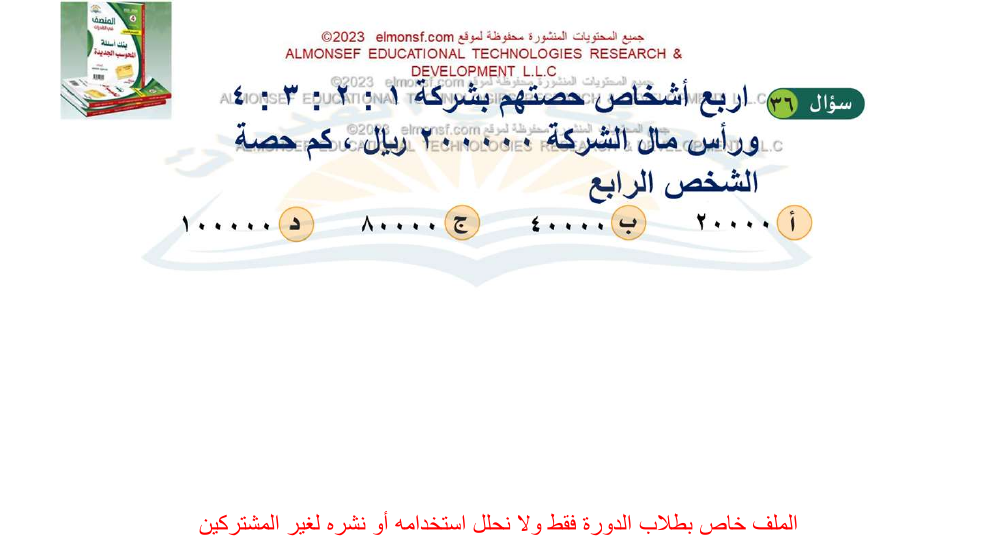 جميع المحتويات المنشورة محفوظة لموقع elmonsf.com ©2023
ALMONSEF EDUCATIONAL TECHNOLOGIES RESEARCH &
DEVELOPMENT L.L.C
سؤال ٣٦
اربع أشخاص حصتهم بشركة ١ : ٢ : ٣ : ٤
ورأس مال الشركة ٢٠٠٠٠٠ ريال ، كم حصة
الشخص الرابع
أ ٢٠٠٠٠ ب ٤٠٠٠٠ ج ٨٠٠٠٠ د ١٠٠٠٠٠
الملف خاص بطلاب الدورة فقط ولا نحلل استخدامه أو نشره لغير المشتركين